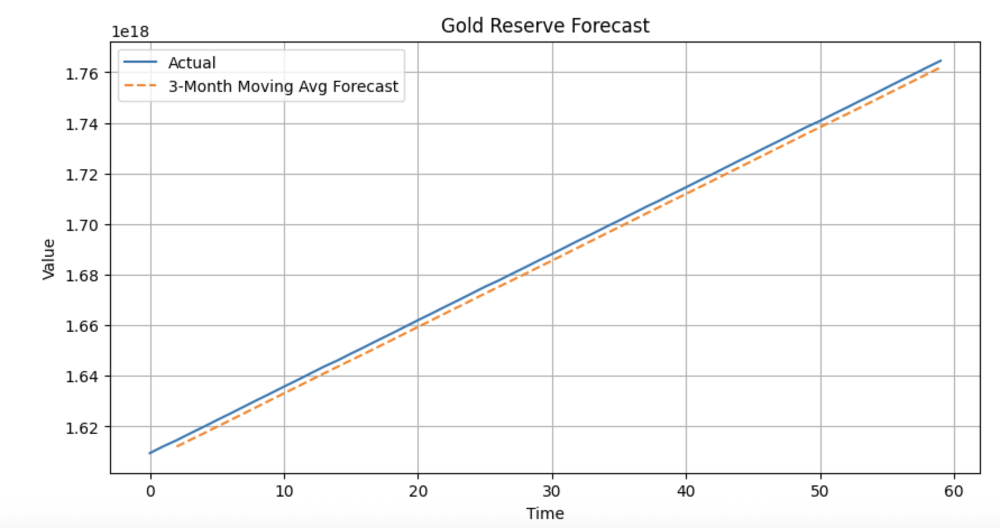 Gold Reserve Forecast
1e18
Actual
3-Month Moving Avg Forecast
1.76
1.74
1.72
1.70
1.68
1.66
1.64
1.62
Value
0 10 20 30 40 50 60
Time